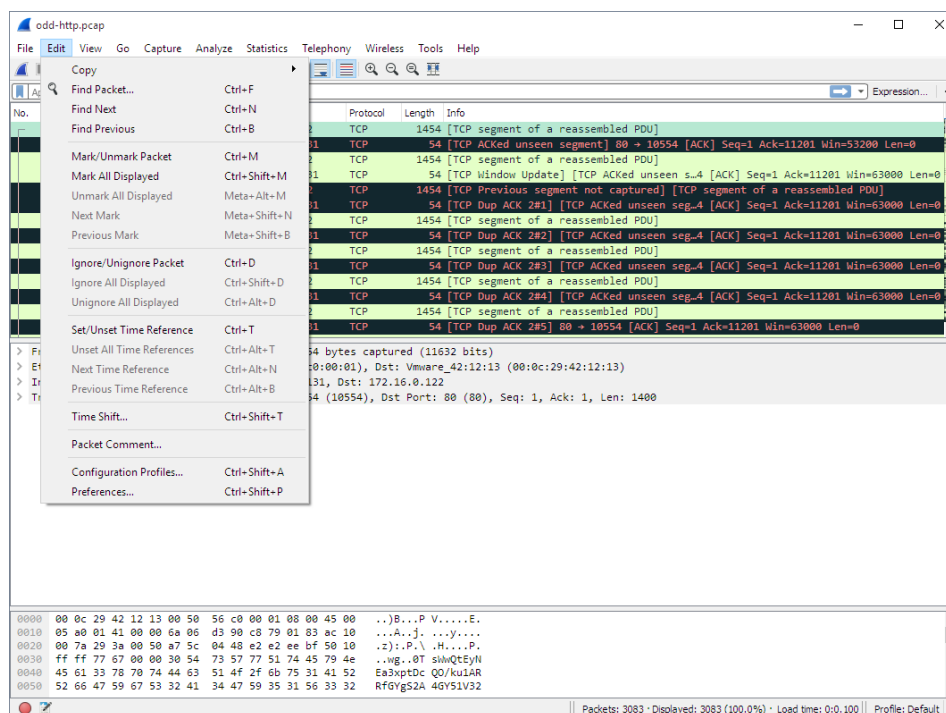 odd-http.pcap
File Edit View Go Capture Analyze Statistics Telephony Wireless Tools Help
Expression...
Copy
Find Packet... Ctrl+F
Find Next Ctrl+N
Find Previous Ctrl+B
Mark/Unmark Packet Ctrl+M
Mark All Displayed Ctrl+Shift+M
Unmark All Displayed Meta+Alt+M
Next Mark Meta+Shift+N
Previous Mark Meta+Shift+B
Ignore/Unignore Packet Ctrl+D
Ignore All Displayed Ctrl+Shift+D
Unignore All Displayed Ctrl+Alt+D
Set/Unset Time Reference Ctrl+T
Unset All Time References Ctrl+Alt+T
Next Time Reference Ctrl+Alt+N
Previous Time Reference Ctrl+Alt+B
Time Shift... Ctrl+Shift+T
Packet Comment...
Configuration Profiles... Ctrl+Shift+A
Preferences... Ctrl+Shift+P
No. Protocol Length Info
2 TCP 1454 [TCP segment of a reassembled PDU]
31 TCP 54 [TCP ACKed unseen segment] 80 → 10554 [ACK] Seq=1 Ack=11201 Win=53200 Len=0
2 TCP 1454 [TCP segment of a reassembled PDU]
31 TCP 54 [TCP Window Update] [TCP ACKed unseen s…4 [ACK] Seq=1 Ack=11201 Win=63000 Len=0
2 TCP 1454 [TCP Previous segment not captured] [TCP segment of a reassembled PDU]
31 TCP 54 [TCP Dup ACK 2#1] [TCP ACKed unseen seg…4 [ACK] Seq=1 Ack=11201 Win=63000 Len=0
2 TCP 1454 [TCP segment of a reassembled PDU]
31 TCP 54 [TCP Dup ACK 2#2] [TCP ACKed unseen seg…4 [ACK] Seq=1 Ack=11201 Win=63000 Len=0
2 TCP 1454 [TCP segment of a reassembled PDU]
31 TCP 54 [TCP Dup ACK 2#3] [TCP ACKed unseen seg…4 [ACK] Seq=1 Ack=11201 Win=63000 Len=0
2 TCP 1454 [TCP segment of a reassembled PDU]
31 TCP 54 [TCP Dup ACK 2#4] [TCP ACKed unseen seg…4 [ACK] Seq=1 Ack=11201 Win=63000 Len=0
2 TCP 1454 [TCP segment of a reassembled PDU]
31 TCP 54 [TCP Dup ACK 2#5] 80 → 10554 [ACK] Seq=1 Ack=11201 Win=63000 Len=0
54 bytes captured (11632 bits)
:0:00:01), Dst: Vmware_42:12:13 (00:0c:29:42:12:13)
131, Dst: 172.16.0.122
54 (10554), Dst Port: 80 (80), Seq: 1, Ack: 1, Len: 1400
0000 00 0c 29 42 12 13 00 50 56 c0 00 01 08 00 45 00 ..)B...P V.....E.
0010 05 a0 01 41 00 00 6a 06 d3 90 c8 79 01 83 ac 10 ...A..j. ...y....
0020 00 7a 29 3a 00 50 a7 5c 04 48 e2 e2 ee bf 50 10 .z):.P.\ .H....P.
0030 ff ff 77 67 00 00 30 54 73 57 77 51 74 45 79 4e ..wg..0T sWwQtEyN
0040 45 61 33 78 70 74 44 63 51 4f 2f 6b 75 31 41 52 Ea3xptDc QO/ku1AR
0050 52 66 47 59 67 53 32 41 34 47 59 35 31 56 33 32 RfGYgS2A 4GY51V32
Packets: 3083 · Displayed: 3083 (100.0%) · Load time: 0:0.100 Profile: Default